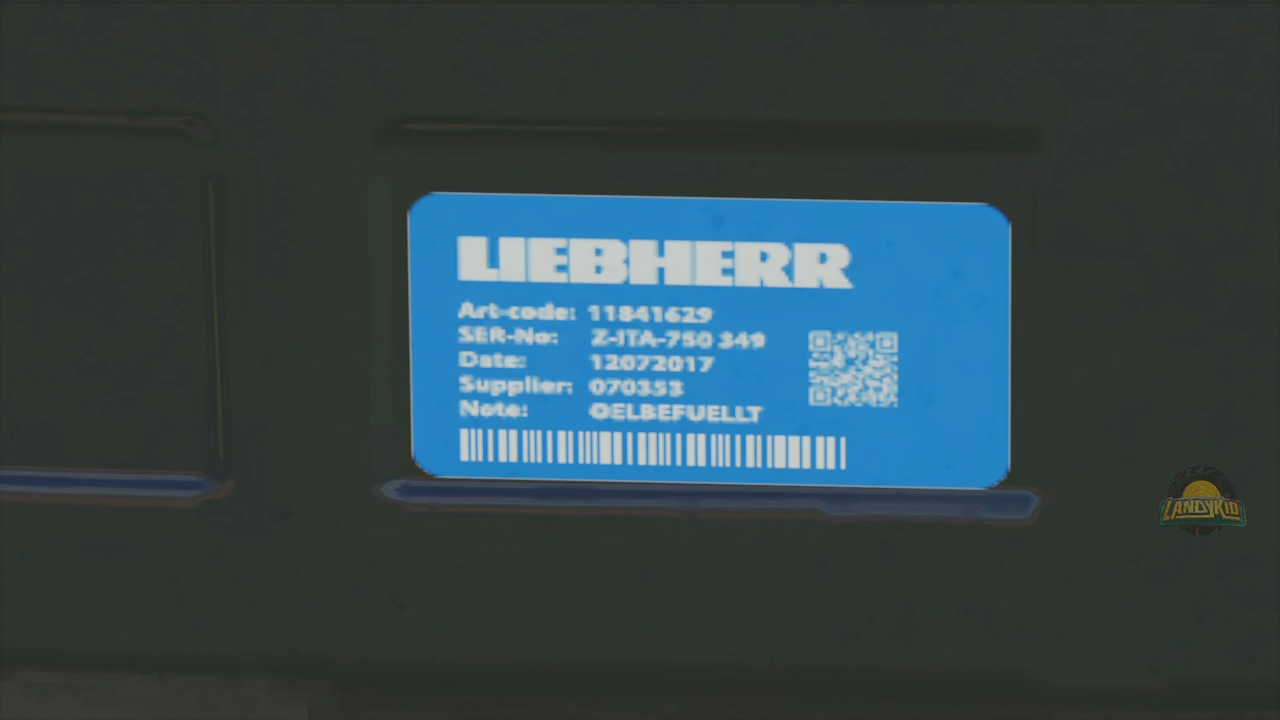 LIEBHERR
Art-code: 11841629
SER-No: Z-ITA-750 349
Date: 12072017
Supplier: 070353
Note: OELBEFUELLT
LANDYKID